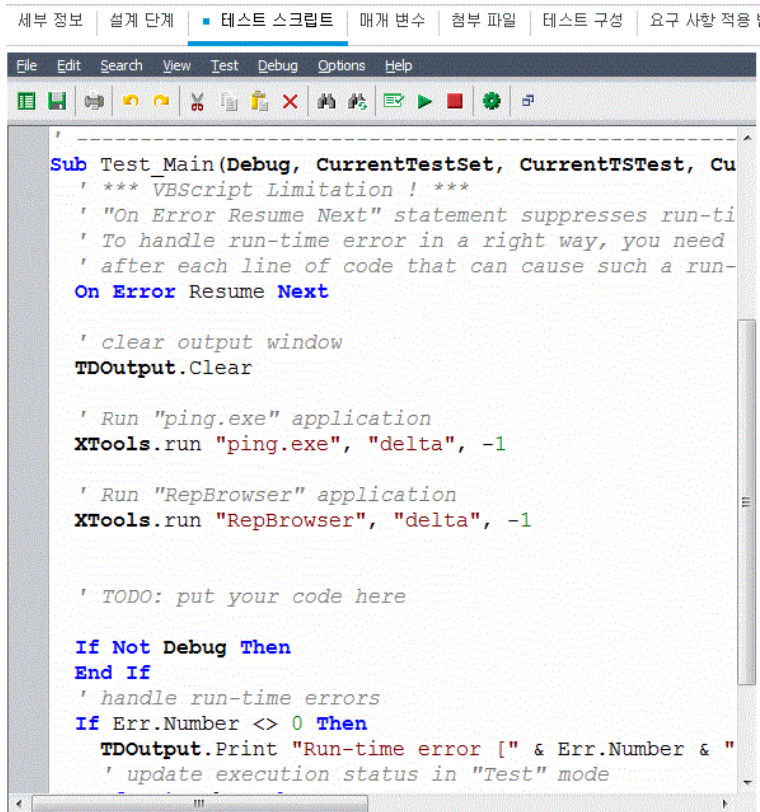 세부 정보 설계 단계 ▪ 테스트 스크립트 매개 변수 첨부 파일 테스트 구성 요구 사항 적용
File Edit Search View Test Debug Options Help
' ----------------------------------------------------
Sub Test_Main(Debug, CurrentTestSet, CurrentTSTest, Cu
' *** VBScript Limitation ! ***
' "On Error Resume Next" statement suppresses run-ti
' To handle run-time error in a right way, you need
' after each line of code that can cause such a run-
On Error Resume Next
' clear output window
TDOutput.Clear
' Run "ping.exe" application
XTools.run "ping.exe", "delta", -1
' Run "RepBrowser" application
XTools.run "RepBrowser", "delta", -1
' TODO: put your code here
If Not Debug Then
End If
' handle run-time errors
If Err.Number <> 0 Then
TDOutput.Print "Run-time error [" & Err.Number & "
' update execution status in "Test" mode